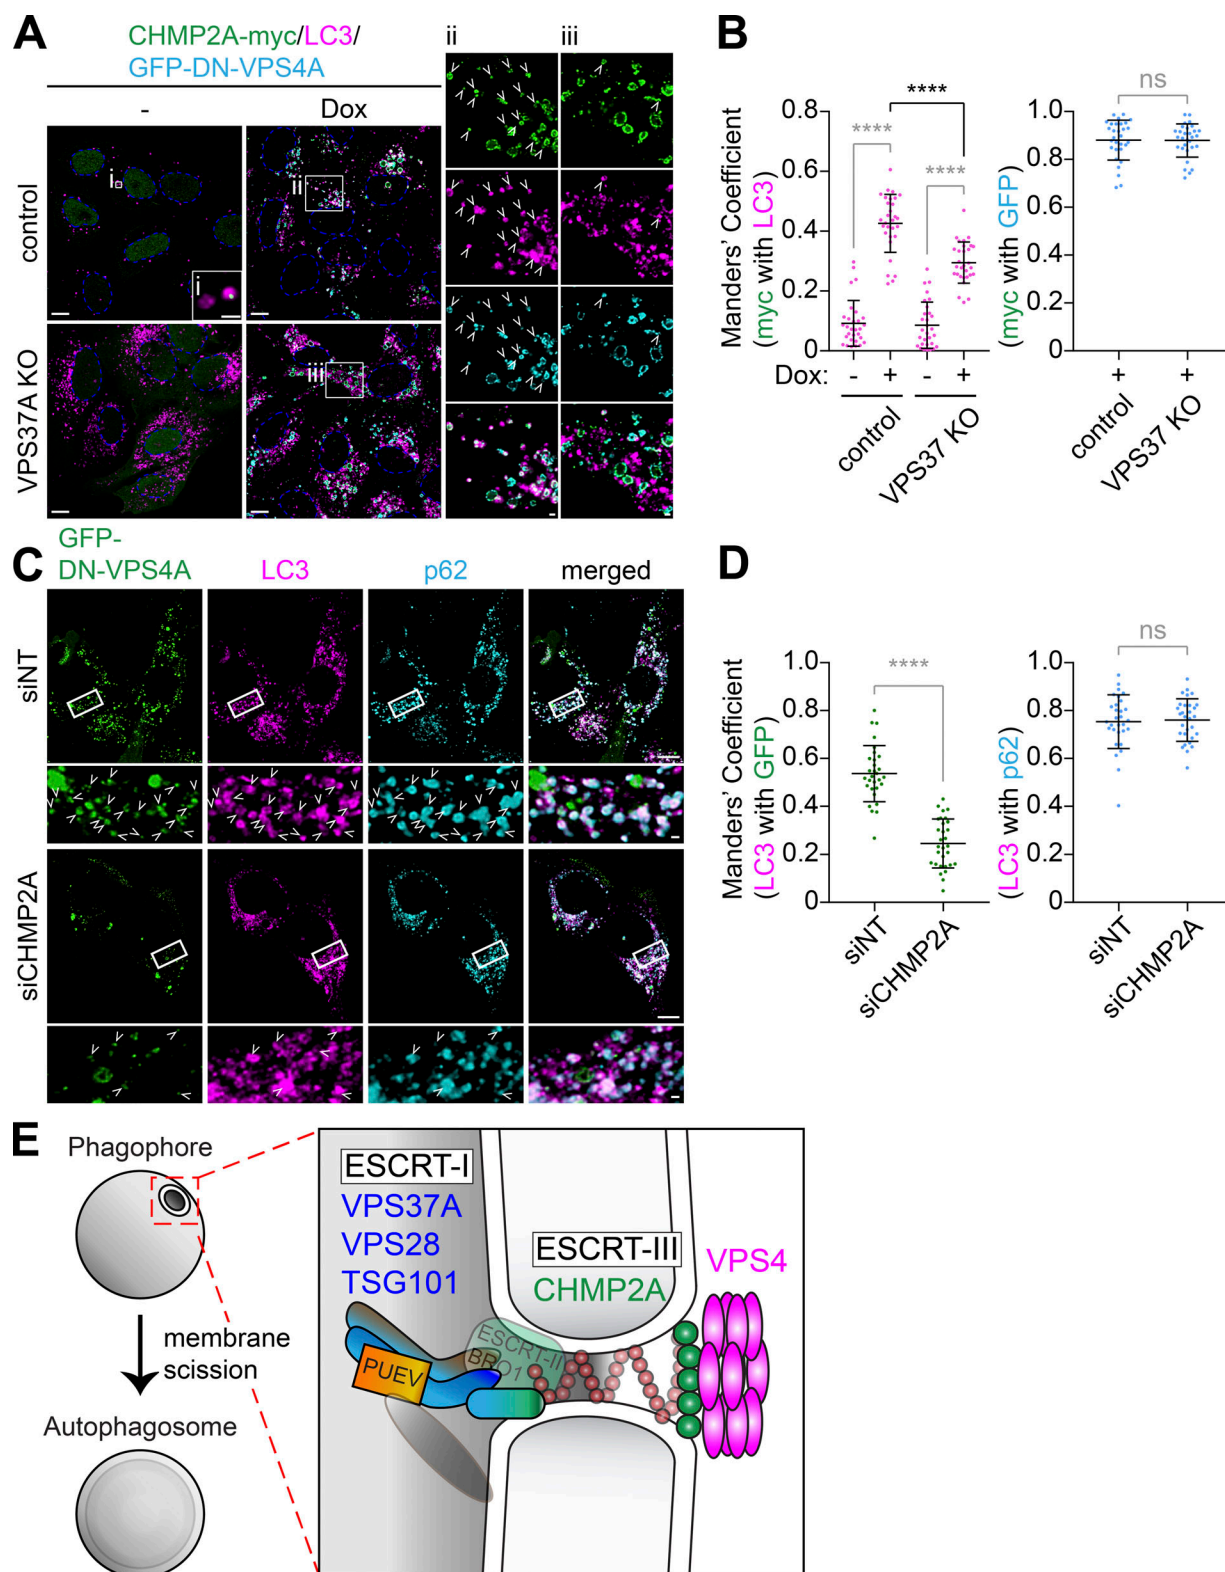 A
CHMP2A-myc/LC3/
GFP-DN-VPS4A
-
Dox
control
VPS37A KO
i
i
ii
iii
ii
iii
B
Manders' Coefficient
(myc with LC3)
0.8
0.6
0.4
0.2
0
****
****
****
Dox: - + - +
control
VPS37 KO
(myc with GFP)
1.0
0.8
0.6
0.4
0.2
0
ns
+ +
control
VPS37 KO
C
GFP-
DN-VPS4A
LC3
p62
merged
siNT
siCHMP2A
D
Manders' Coefficient
(LC3 with GFP)
1.0
0.8
0.6
0.4
0.2
0
****
siNT
siCHMP2A
(LC3 with p62)
1.0
0.8
0.6
0.4
0.2
0
ns
siNT
siCHMP2A
E
Phagophore
membrane
scission
Autophagosome
ESCRT-I
VPS37A
VPS28
TSG101
ESCRT-III
CHMP2A
VPS4
ESCRT-II
BRO1
PUEV